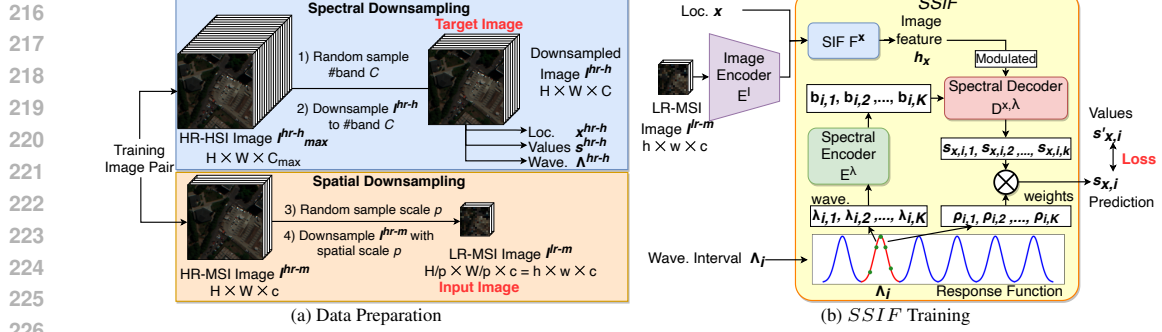 216
217
218
219
220
221
222
223
224
225
226
Spectral Downsampling
Target Image
1) Random sample
#band C
2) Downsample I^hr-h
to #band C
Downsampled
Image I^hr-h
H × W × C
HR-HSI Image I^hr-h_max
H × W × C_max
Loc. x^hr-h
Values s^hr-h
Wave. Λ^hr-h
Training
Image Pair
Spatial Downsampling
3) Random sample scale p
4) Downsample I^hr-m with
spatial scale p
HR-MSI Image I^hr-m
H × W × c
LR-MSI Image I^lr-m
H/p × W/p × c = h × w × c
Input Image
(a) Data Preparation
SSIF
Loc. x
Image
Encoder
E^I
LR-MSI
Image I^lr-m
h × w × c
SIF F^x
Image
feature
h_x
Modulated
b_i,1, b_i,2 ,..., b_i,K
Spectral Decoder
D^x,λ
Spectral
Encoder
E^λ
s_x,i,1, s_x,i,2 ,..., s_x,i,k
Values
s'_x,i
Loss
s_x,i
Prediction
wave.
weights
λ_i,1, λ_i,2 ,..., λ_i,K
ρ_i,1, ρ_i,2 ,..., ρ_i,K
Wave. Interval Λ_i
Λ_i
Response Function
(b) SSIF Training